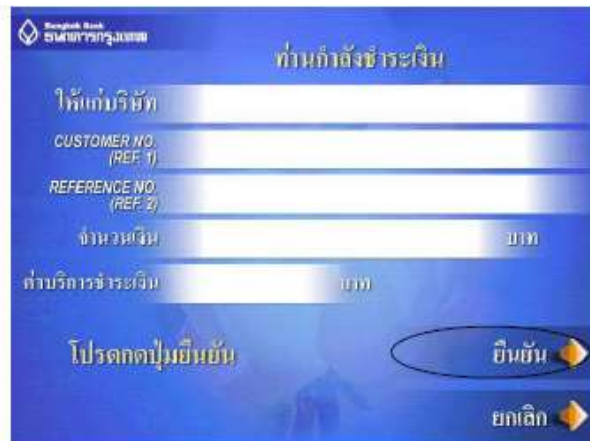 Bangkok Bank
ธนาคารกรุงเทพ
ท่านกำลังชำระเงิน
ให้แก่บริษัท
CUSTOMER NO.
(REF. 1)
REFERENCE NO.
(REF. 2)
จำนวนเงิน บาท
ค่าบริการชำระเงิน บาท
โปรดกดปุ่มยืนยัน ยืนยัน
ยกเลิก